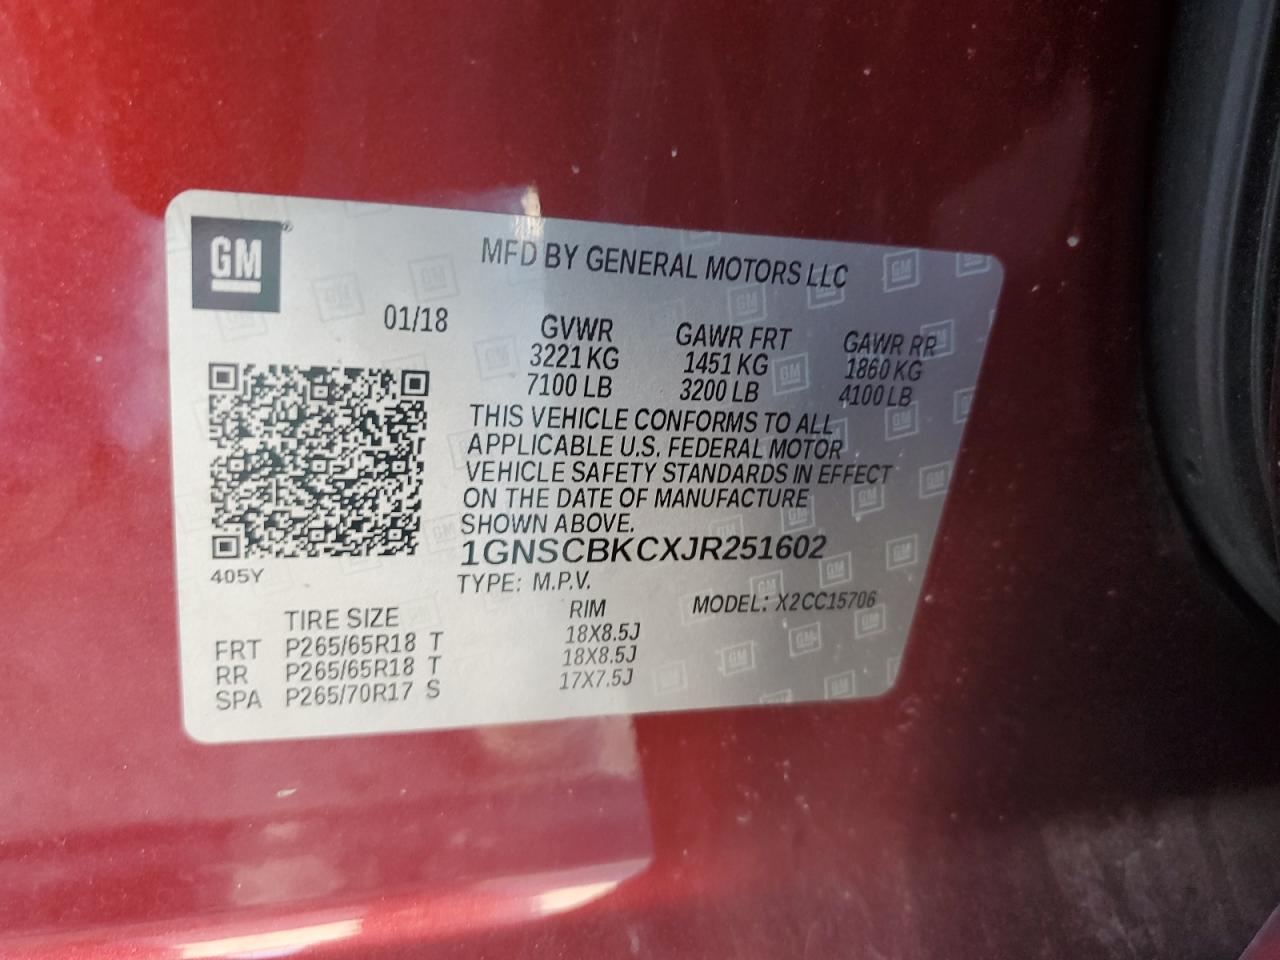 GM®
MFD BY GENERAL MOTORS LLC
01/18
GVWR GAWR FRT GAWR RR
3221 KG 1451 KG 1860 KG
7100 LB 3200 LB 4100 LB
THIS VEHICLE CONFORMS TO ALL
APPLICABLE U.S. FEDERAL MOTOR
VEHICLE SAFETY STANDARDS IN EFFECT
ON THE DATE OF MANUFACTURE
SHOWN ABOVE.
1GNSCBKCXJR251602
405Y
TYPE: M.P.V.
MODEL: X2CC15706
TIRE SIZE RIM
FRT P265/65R18 T 18X8.5J
RR P265/65R18 T 18X8.5J
SPA P265/70R17 S 17X7.5J